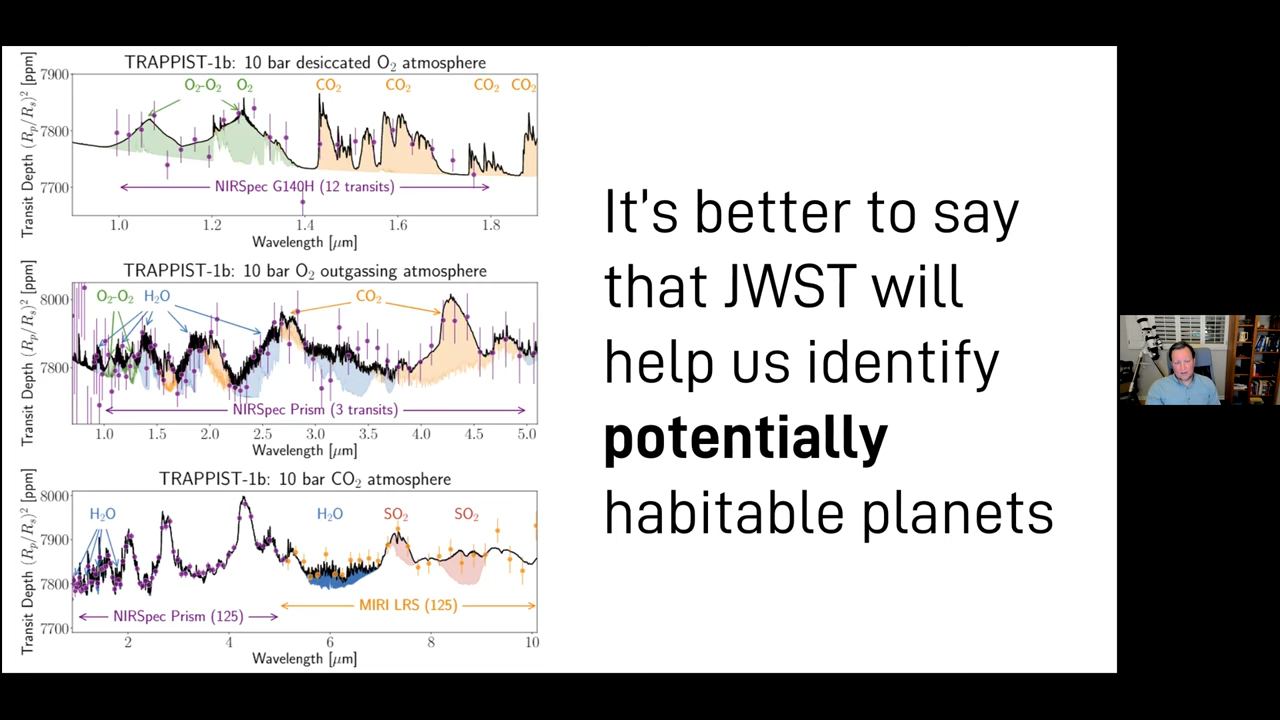 TRAPPIST-1b: 10 bar desiccated O₂ atmosphere
Transit Depth (Rₚ/Rₛ)² [ppm]
7900
7800
7700
O₂-O₂ O₂ CO₂ CO₂ CO₂ CO₂
NIRSpec G140H (12 transits)
1.0 1.2 1.4 1.6 1.8
Wavelength [μm]
TRAPPIST-1b: 10 bar O₂ outgassing atmosphere
Transit Depth (Rₚ/Rₛ)² [ppm]
8000
7800
O₂-O₂ H₂O CO₂
NIRSpec Prism (3 transits)
1.0 1.5 2.0 2.5 3.0 3.5 4.0 4.5 5.0
Wavelength [μm]
TRAPPIST-1b: 10 bar CO₂ atmosphere
Transit Depth (Rₚ/Rₛ)² [ppm]
8000
7900
7800
7700
H₂O H₂O SO₂ SO₂
MIRI LRS (125)
NIRSpec Prism (125)
2 4 6 8 10
Wavelength [μm]
It's better to say
that JWST will
help us identify
potentially
habitable planets